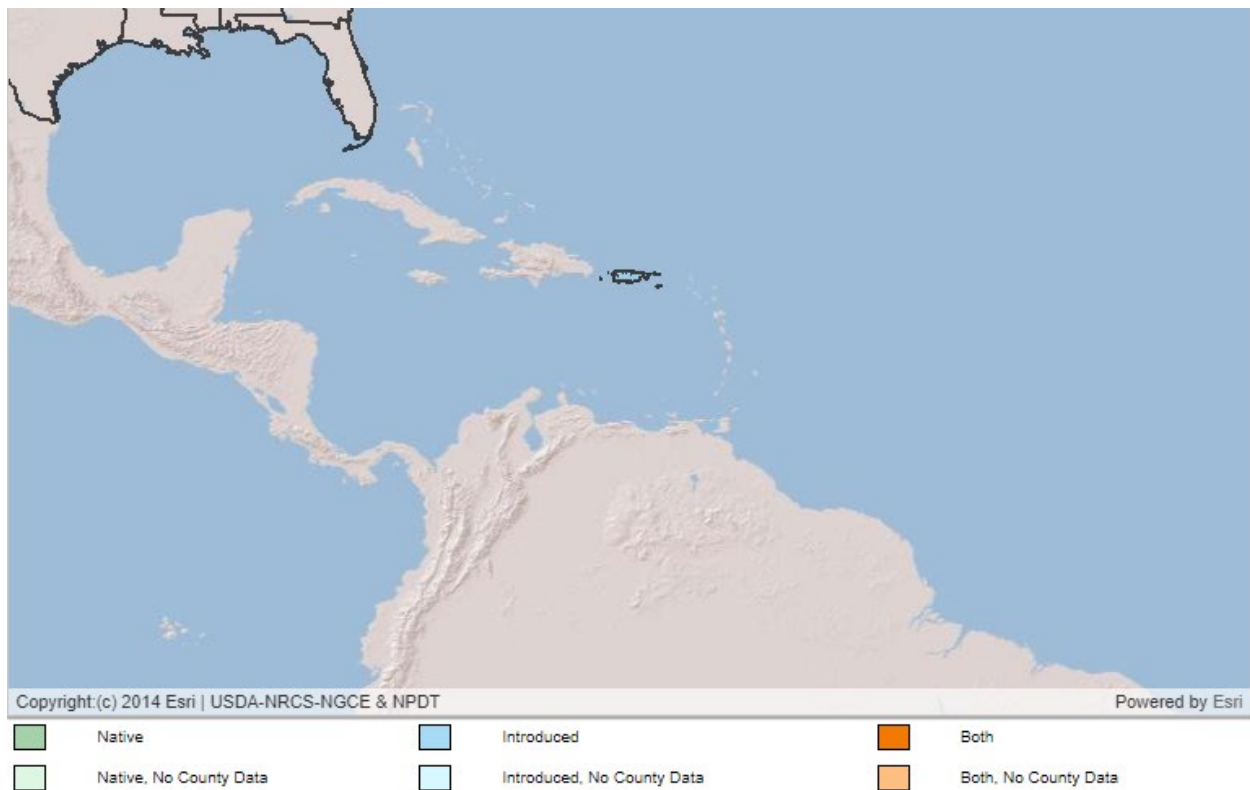 Copyright:(c) 2014 Esri | USDA-NRCS-NGCE & NPDT Powered by Esri
Native Introduced Both
Native, No County Data Introduced, No County Data Both, No County Data